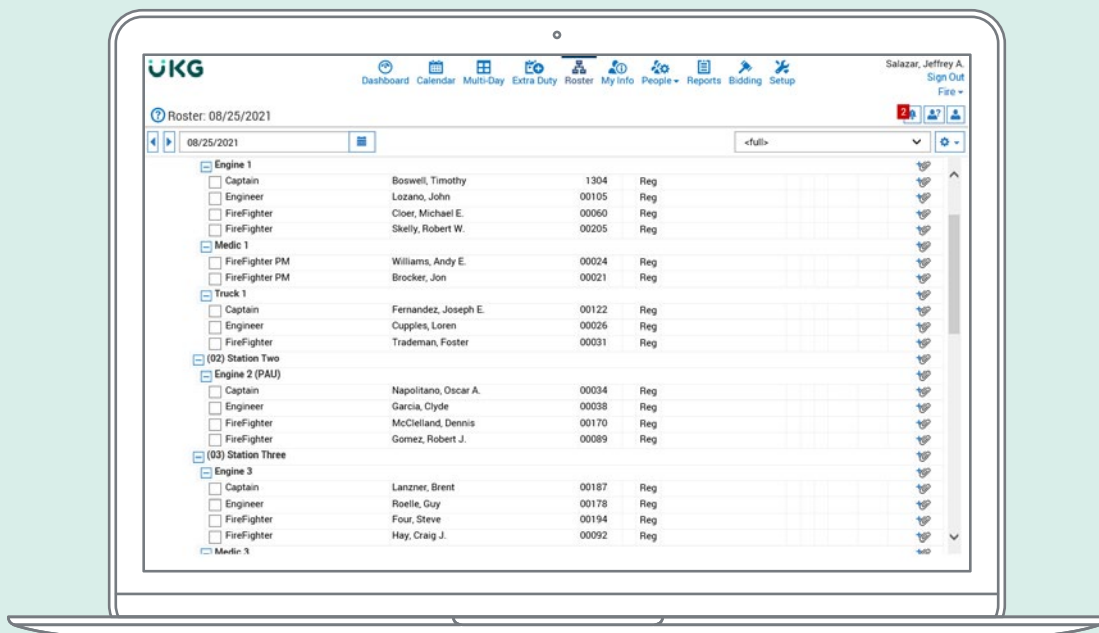 UKG
Dashboard Calendar Multi-Day Extra Duty Roster My Info People Reports Bidding Setup
Salazar, Jeffrey A.
Sign Out
Fire
Roster: 08/25/2021
2
08/25/2021 <full>
Engine 1
Captain Boswell, Timothy 1304 Reg
Engineer Lozano, John 00105 Reg
FireFighter Cloer, Michael E. 00060 Reg
FireFighter Skelly, Robert W. 00205 Reg
Medic 1
FireFighter PM Williams, Andy E. 00024 Reg
FireFighter PM Brocker, Jon 00021 Reg
Truck 1
Captain Fernandez, Joseph E. 00122 Reg
Engineer Cupples, Loren 00026 Reg
FireFighter Trademan, Foster 00031 Reg
(02) Station Two
Engine 2 (PAU)
Captain Napolitano, Oscar A. 00034 Reg
Engineer Garcia, Clyde 00038 Reg
FireFighter McClelland, Dennis 00170 Reg
FireFighter Gomez, Robert J. 00089 Reg
(03) Station Three
Engine 3
Captain Lanzner, Brent 00187 Reg
Engineer Roelle, Guy 00178 Reg
FireFighter Four, Steve 00194 Reg
FireFighter Hay, Craig J. 00092 Reg
Medic 3